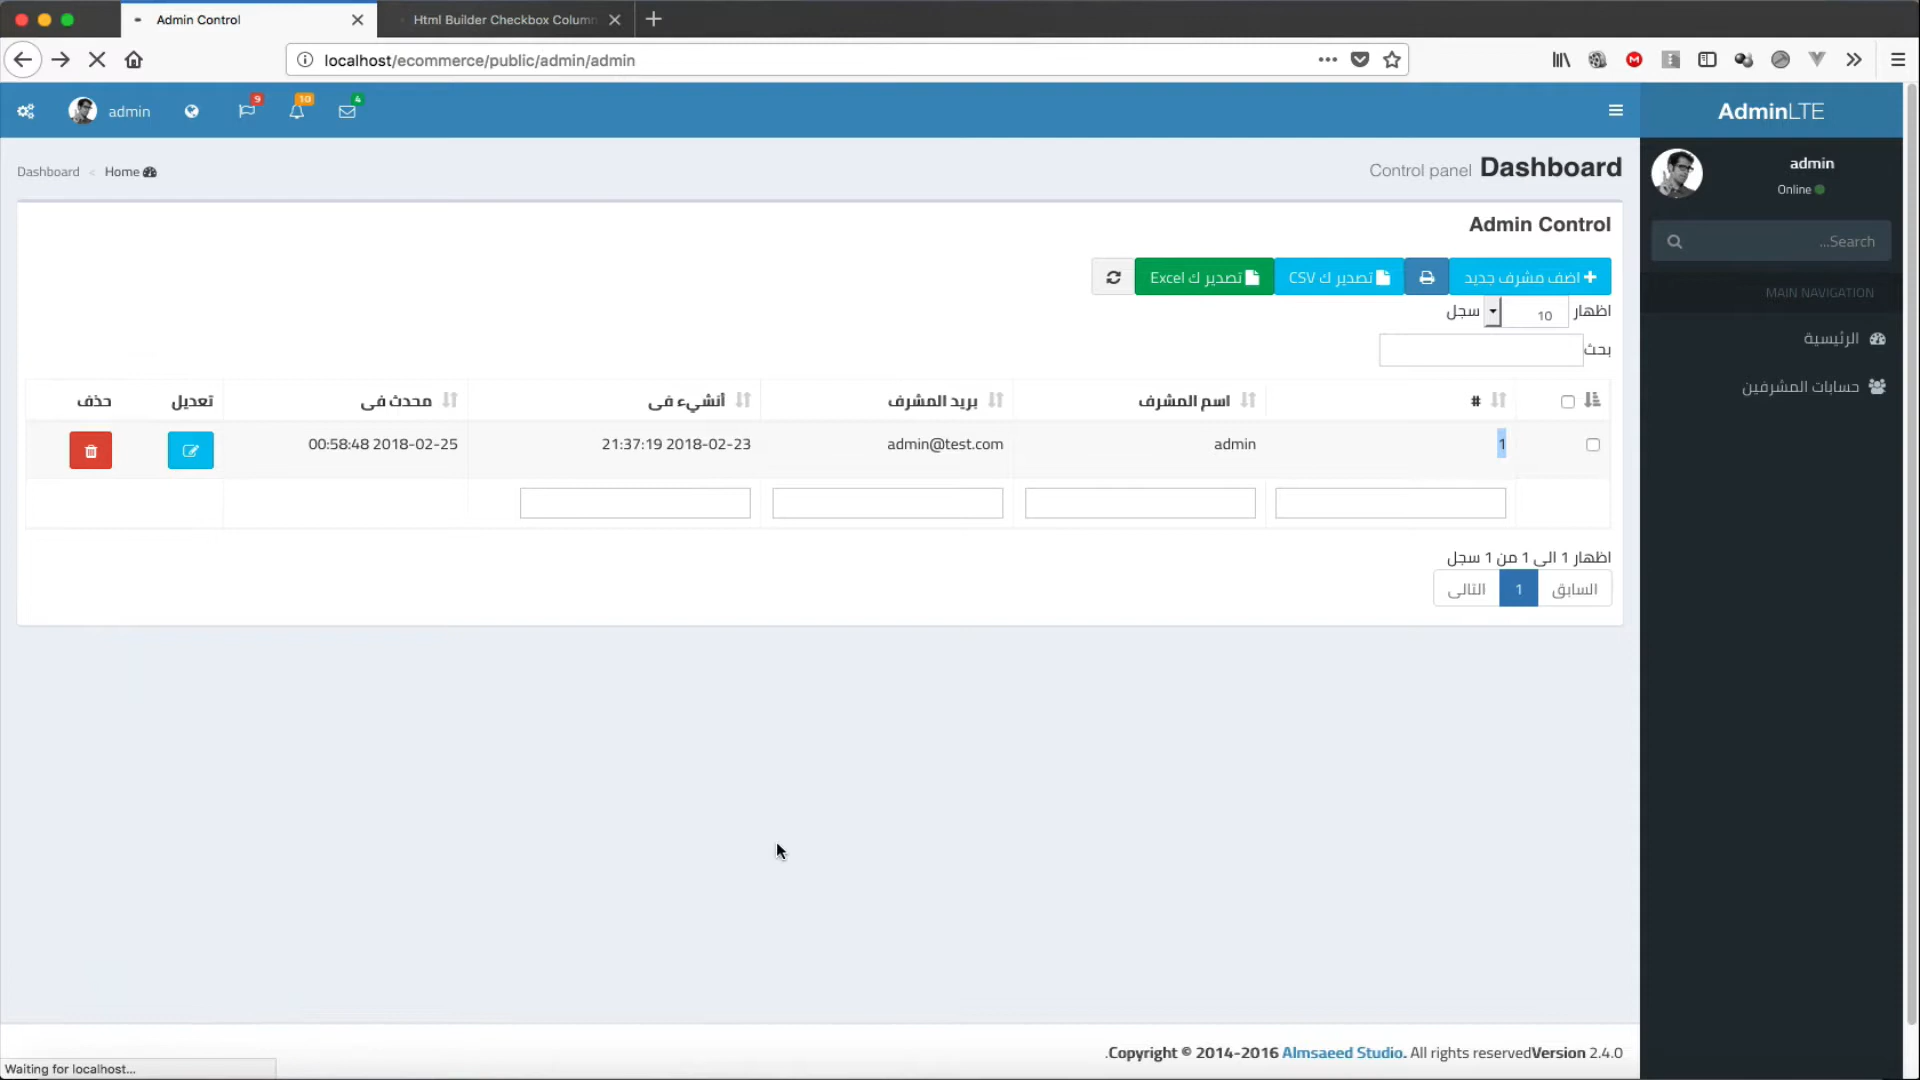 Admin Control
Html Builder Checkbox Colum
localhost/ecommerce/public/admin/admin
admin
9
10
4
AdminLTE
Dashboard < Home
Dashboard Control panel
admin
Online
Search...
MAIN NAVIGATION
الرئيسية
حسابات المشرفين
Admin Control
اضف مشرف جديد
تصدير ك CSV
تصدير ك Excel
اظهار 10 سجل
بحث
# اسم المشرف بريد المشرف أنشيء فى محدث فى تعديل حذف
1 admin admin@test.com 2018-02-23 21:37:19 2018-02-25 00:58:48
اظهار 1 الى 1 من 1 سجل
السابق 1 التالى
.Copyright © 2014-2016 Almsaeed Studio. All rights reservedVersion 2.4.0
Waiting for localhost...